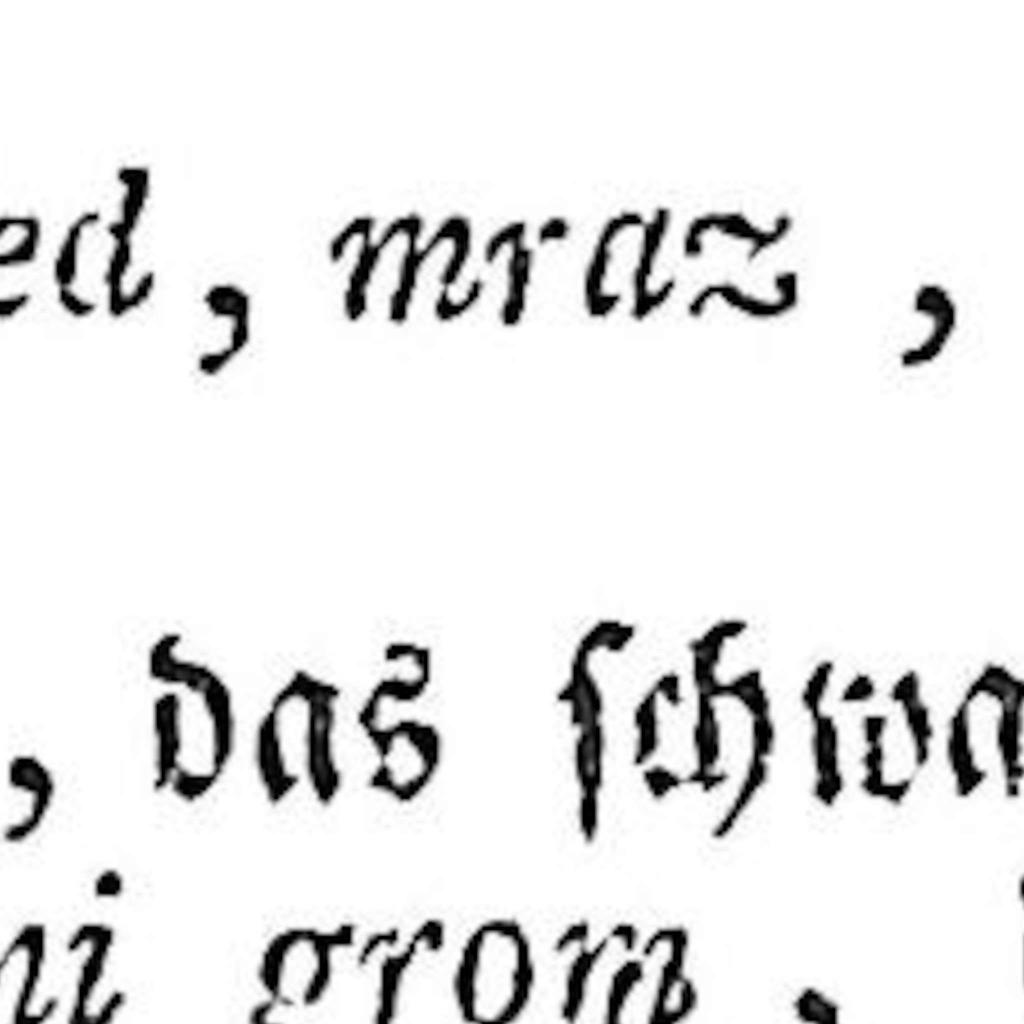 ed, mraz,
, das ſchwa
ni grom,